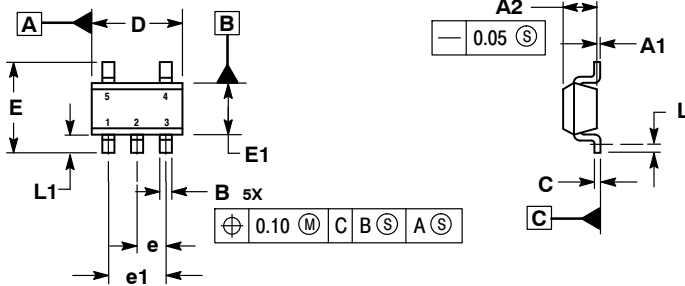 A
D
B
A2
0.05 Ⓢ
A1
E
5 4
1 2 3
E1
L
L1
B 5X
C
⌖ 0.10 Ⓜ C B Ⓢ A Ⓢ
C
e
e1